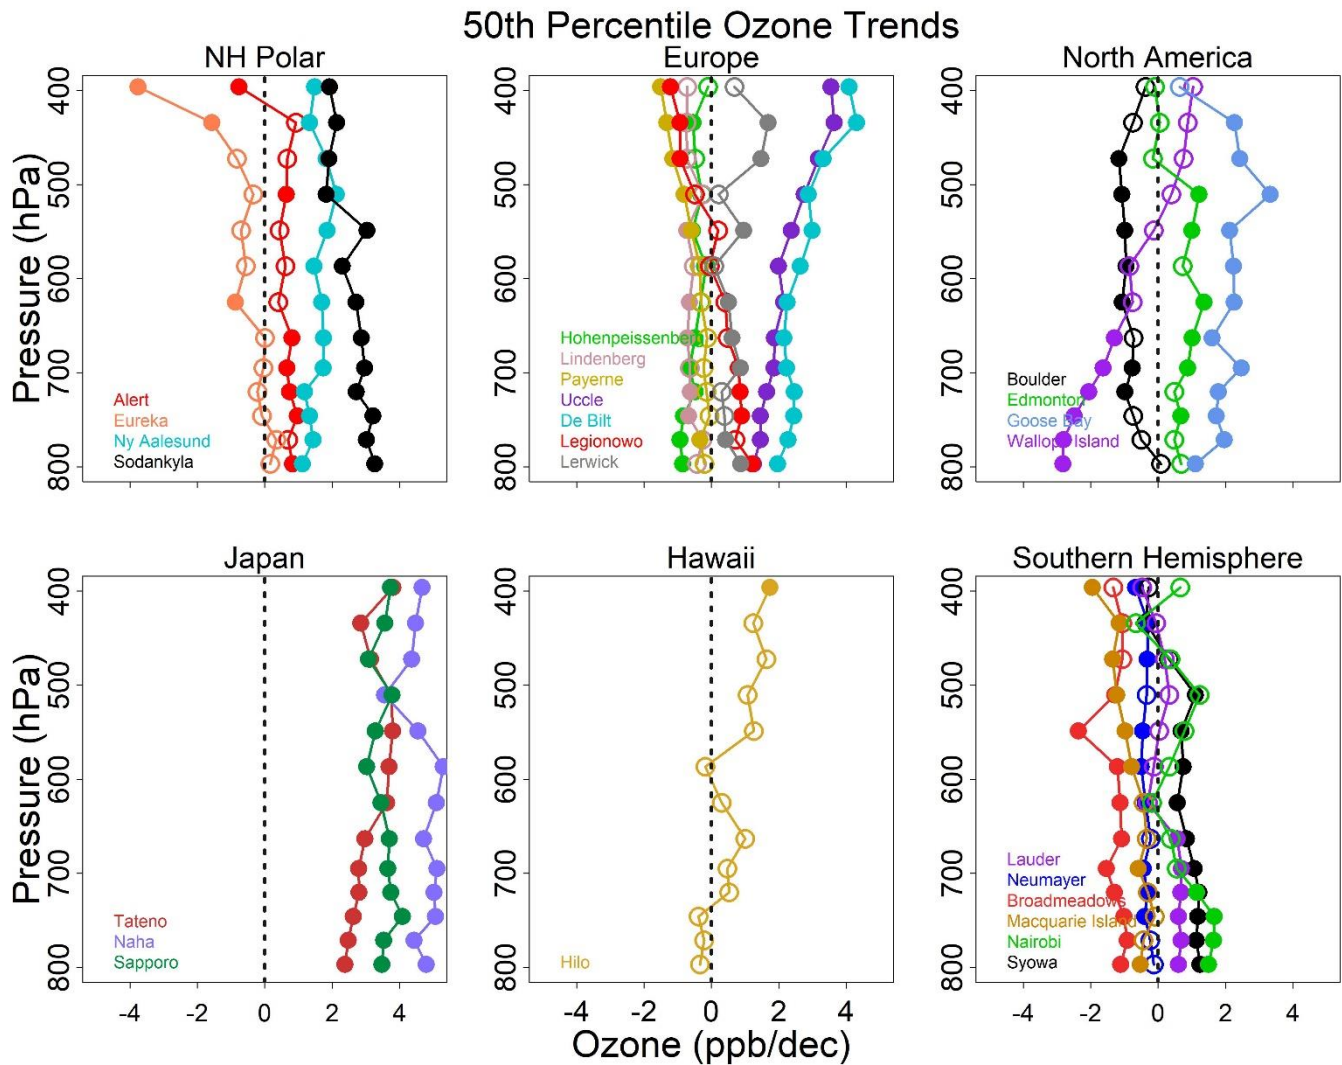 50th Percentile Ozone Trends
NH Polar
Europe
North America
Pressure (hPa)
400
500
600
700
800
Alert
Eureka
Ny Aalesund
Sodankyla
400
500
600
700
800
Hohenpeissenberg
Lindenberg
Payerne
Uccle
De Bilt
Legionowo
Lerwick
400
500
600
700
800
Boulder
Edmonton
Goose Bay
Wallops Island
Japan
Hawaii
Southern Hemisphere
Pressure (hPa)
400
500
600
700
800
Tateno
Naha
Sapporo
-4 -2 0 2 4
400
500
600
700
800
Hilo
-4 -2 0 2 4
400
500
600
700
800
Lauder
Neumayer
Broadmeadows
Macquarie Island
Nairobi
Syowa
-4 -2 0 2 4
Ozone (ppb/dec)